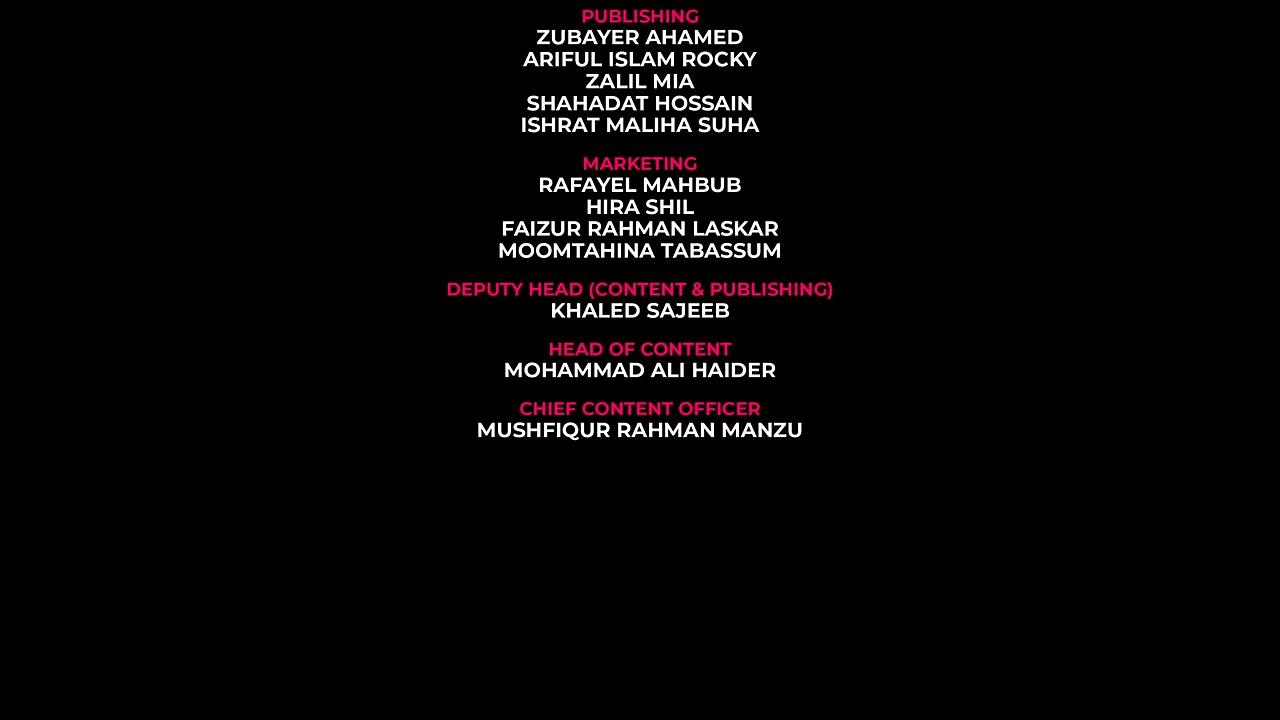 PUBLISHING
ZUBAYER AHAMED
ARIFUL ISLAM ROCKY
ZALIL MIA
SHAHADAT HOSSAIN
ISHRAT MALIHA SUHA
MARKETING
RAFAYEL MAHBUB
HIRA SHIL
FAIZUR RAHMAN LASKAR
MOOMTAHINA TABASSUM
DEPUTY HEAD (CONTENT & PUBLISHING)
KHALED SAJEEB
HEAD OF CONTENT
MOHAMMAD ALI HAIDER
CHIEF CONTENT OFFICER
MUSHFIQUR RAHMAN MANZU